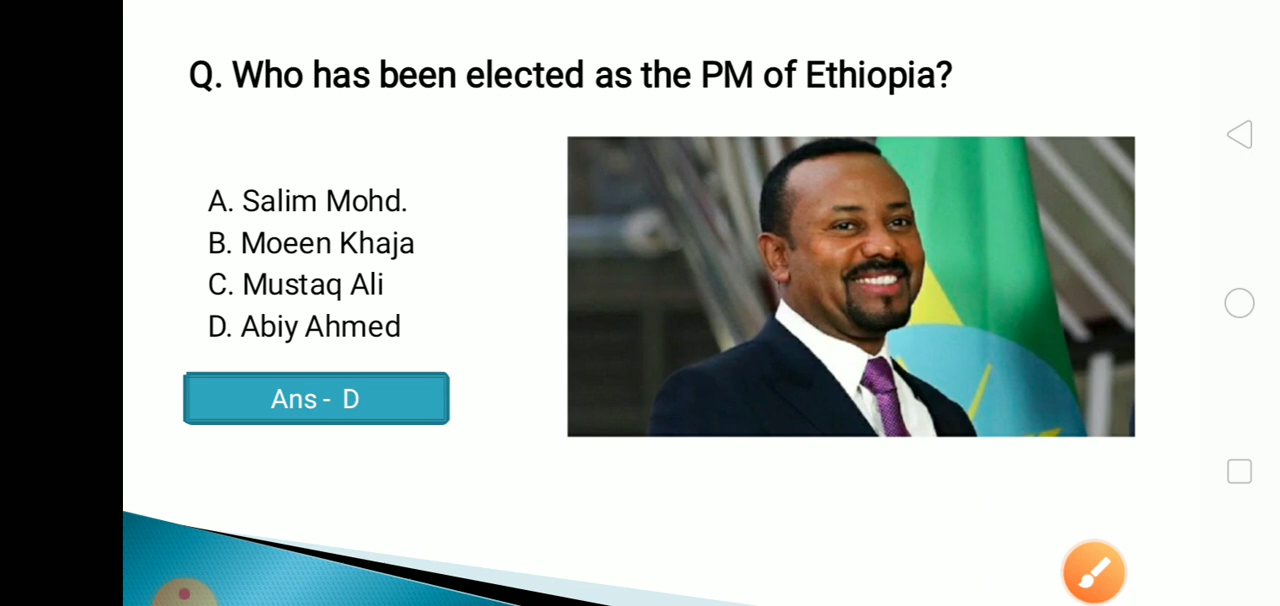 Q. Who has been elected as the PM of Ethiopia?
A. Salim Mohd.
B. Moeen Khaja
C. Mustaq Ali
D. Abiy Ahmed
Ans - D